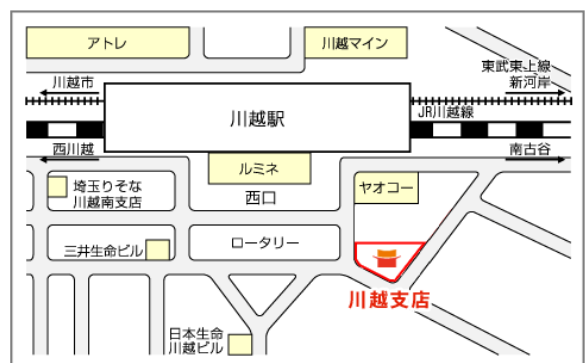 アトレ
川越マイン
川越市
東武東上線
新河岸
川越駅
JR川越線
西川越
南古谷
ルミネ
埼玉りそな
川越南支店
西口
ヤオコー
三井生命ビル
ロータリー
川越支店
日本生命
川越ビル